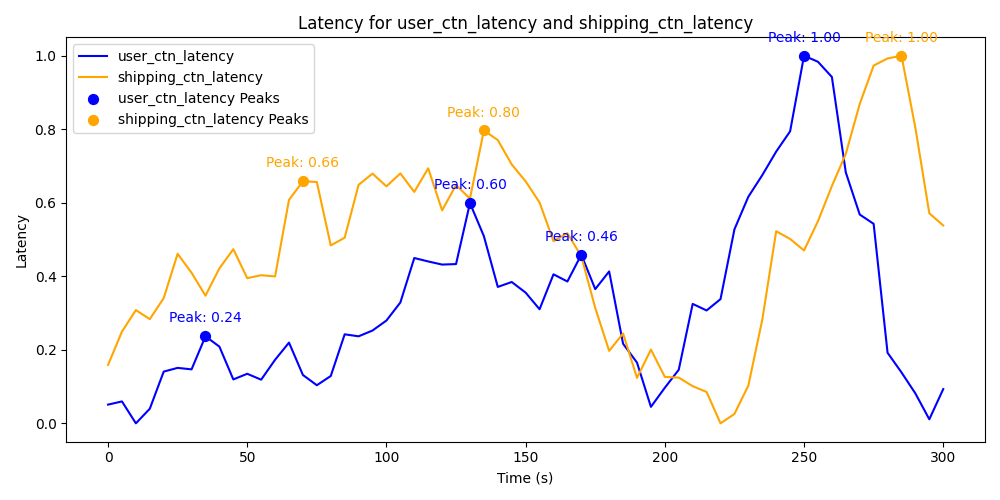 Latency for user_ctn_latency and shipping_ctn_latency
user_ctn_latency
shipping_ctn_latency
user_ctn_latency Peaks
shipping_ctn_latency Peaks
Peak: 0.24
Peak: 0.66
Peak: 0.60
Peak: 0.80
Peak: 0.46
Peak: 1.00
Peak: 1.00
Latency
1.0
0.8
0.6
0.4
0.2
0.0
0
50
100
150
200
250
300
Time (s)